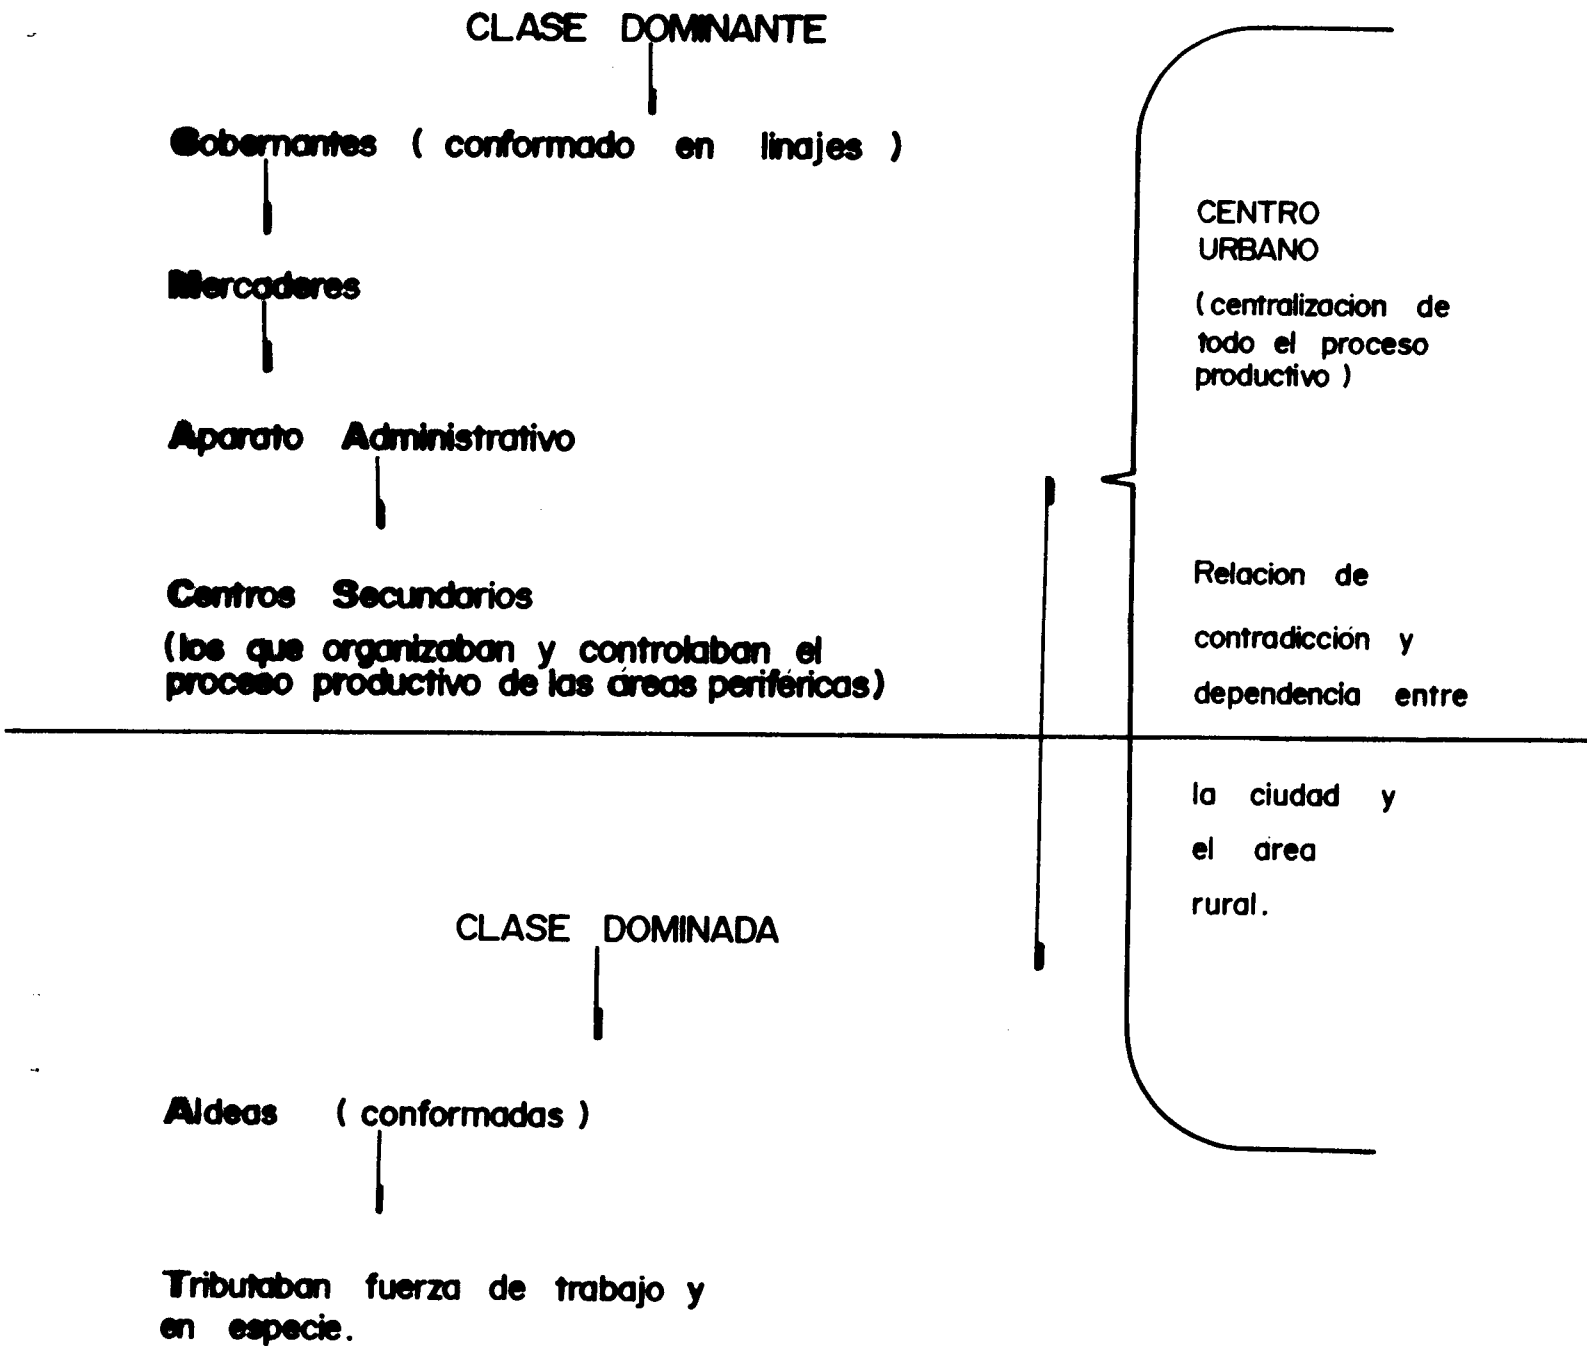 CLASE DOMINANTE
Gobernantes ( conformado en linajes )
Mercaderes
Aparato Administrativo
Centros Secundarios
(los que organizaban y controlaban el
proceso productivo de las áreas periféricas)
CENTRO
URBANO
(centralizacion de
todo el proceso
productivo )
Relacion de
contradicción y
dependencia entre
la ciudad y
el área
rural.
CLASE DOMINADA
Aldeas ( conformadas )
Tributaban fuerza de trabajo y
en especie.